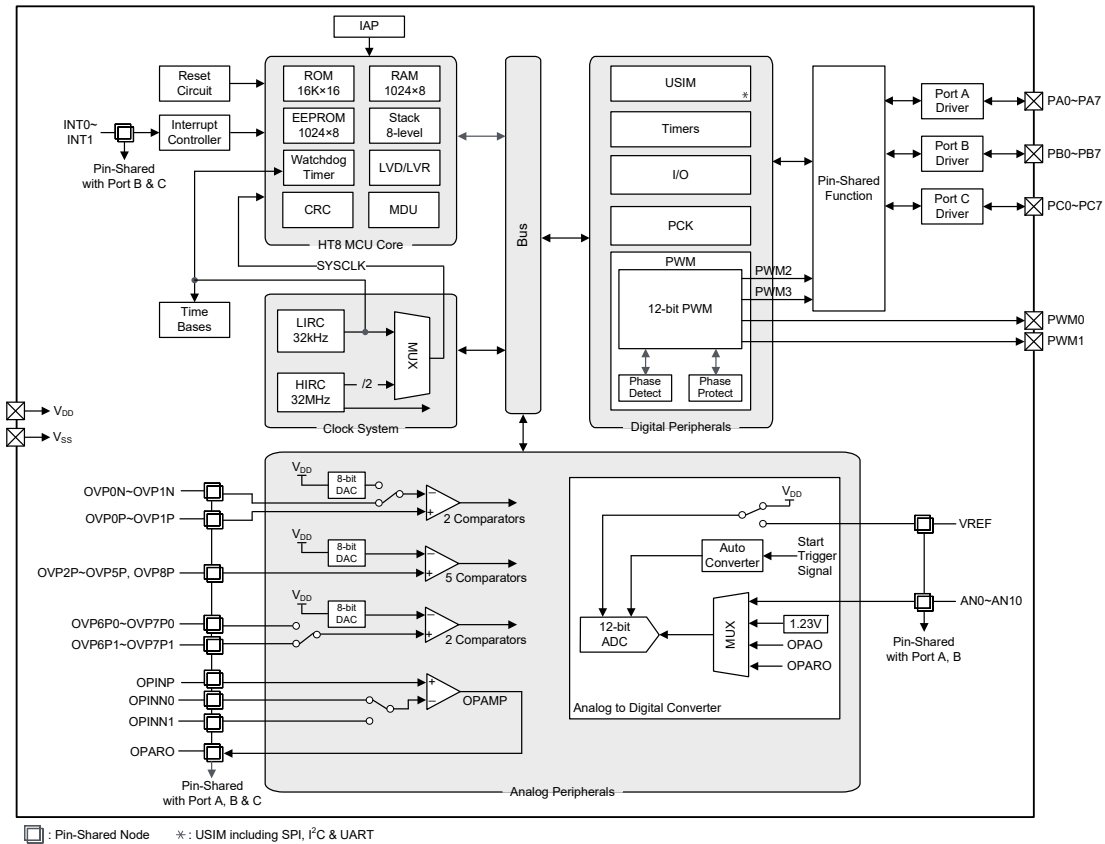 IAP
Reset
Circuit
INT0~
INT1
Interrupt
Controller
Pin-Shared
with Port B & C
ROM
16K×16
RAM
1024×8
EEPROM
1024×8
Stack
8-level
Watchdog
Timer
LVD/LVR
CRC
MDU
HT8 MCU Core
SYSCLK
Time
Bases
LIRC
32kHz
HIRC
32MHz
/2
MUX
Clock System
Bus
USIM
*
Timers
I/O
PCK
PWM
12-bit PWM
Phase
Detect
Phase
Protect
Digital Peripherals
PWM2
PWM3
Pin-Shared
Function
Port A
Driver
Port B
Driver
Port C
Driver
PA0~PA7
PB0~PB7
PC0~PC7
PWM0
PWM1
VDD
VSS
OVP0N~OVP1N
OVP0P~OVP1P
VDD
8-bit
DAC
−
+
2 Comparators
OVP2P~OVP5P, OVP8P
VDD
8-bit
DAC
−
+
5 Comparators
OVP6P0~OVP7P0
OVP6P1~OVP7P1
VDD
8-bit
DAC
−
+
2 Comparators
OPINP
OPINN0
OPINN1
OPARO
+
−
OPAMP
Pin-Shared
with Port A, B & C
VDD
Auto
Converter
Start
Trigger
Signal
12-bit
ADC
MUX
1.23V
OPAO
OPARO
Analog to Digital Converter
VREF
AN0~AN10
Pin-Shared
with Port A, B
Analog Peripherals
: Pin-Shared Node
* : USIM including SPI, I²C & UART